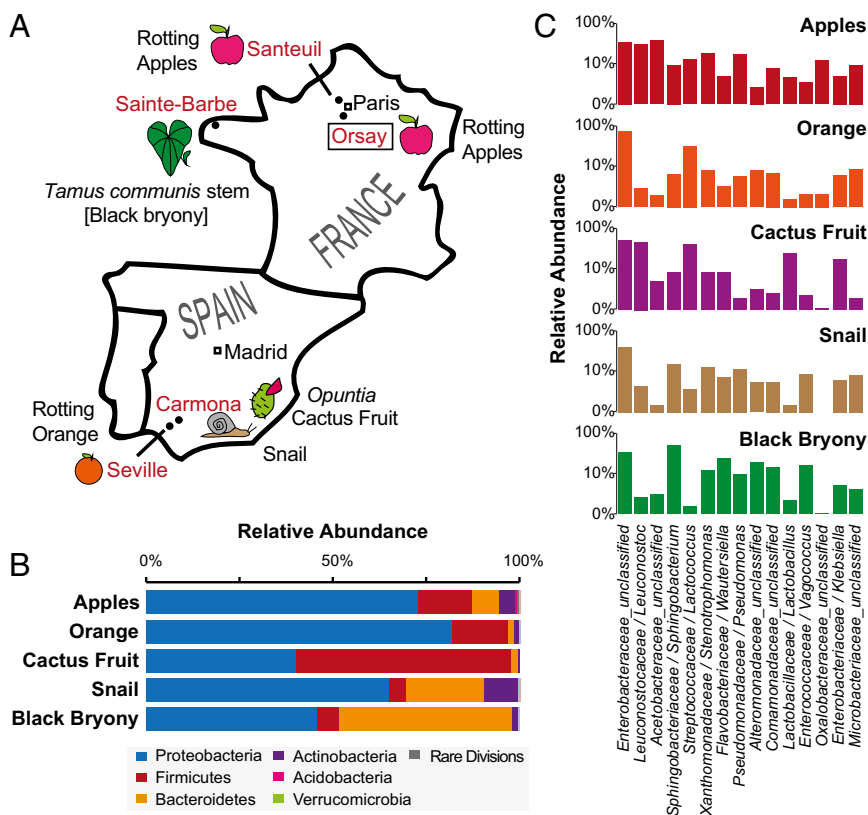 A
Rotting
Apples
Santeuil
Sainte-Barbe
Paris
Orsay
Rotting
Apples
Tamus communis stem
[Black bryony]
FRANCE
SPAIN
Madrid
Opuntia
Cactus Fruit
Carmona
Rotting
Orange
Snail
Seville
B
Relative Abundance
0% 50% 100%
Apples
Orange
Cactus Fruit
Snail
Black Bryony
Proteobacteria
Firmicutes
Bacteroidetes
Actinobacteria
Acidobacteria
Verrucomicrobia
Rare Divisions
C
Relative Abundance
Apples
100%
10%
0%
Orange
100%
10%
0%
Cactus Fruit
100%
10%
0%
Snail
100%
10%
0%
Black Bryony
100%
10%
0%
Enterobacteraceae_unclassified
Leuconostocaceae / Leuconostoc
Acetobacteraceae_unclassified
Sphingobacteriaceae / Sphingobacterium
Streptococcaceae / Lactococcus
Xanthomonadaceae / Stenotrophomonas
Flavobacteriaceae / Wautersiella
Pseudomonadaceae / Pseudomonas
Alteromonadaceae_unclassified
Comamonadaceae_unclassified
Lactobacillaceae / Lactobacillus
Enterococcaceae / Vagococcus
Oxalobacteraceae_unclassified
Enterobacteriaceae / Klebsiella
Microbacteriaceae_unclassified